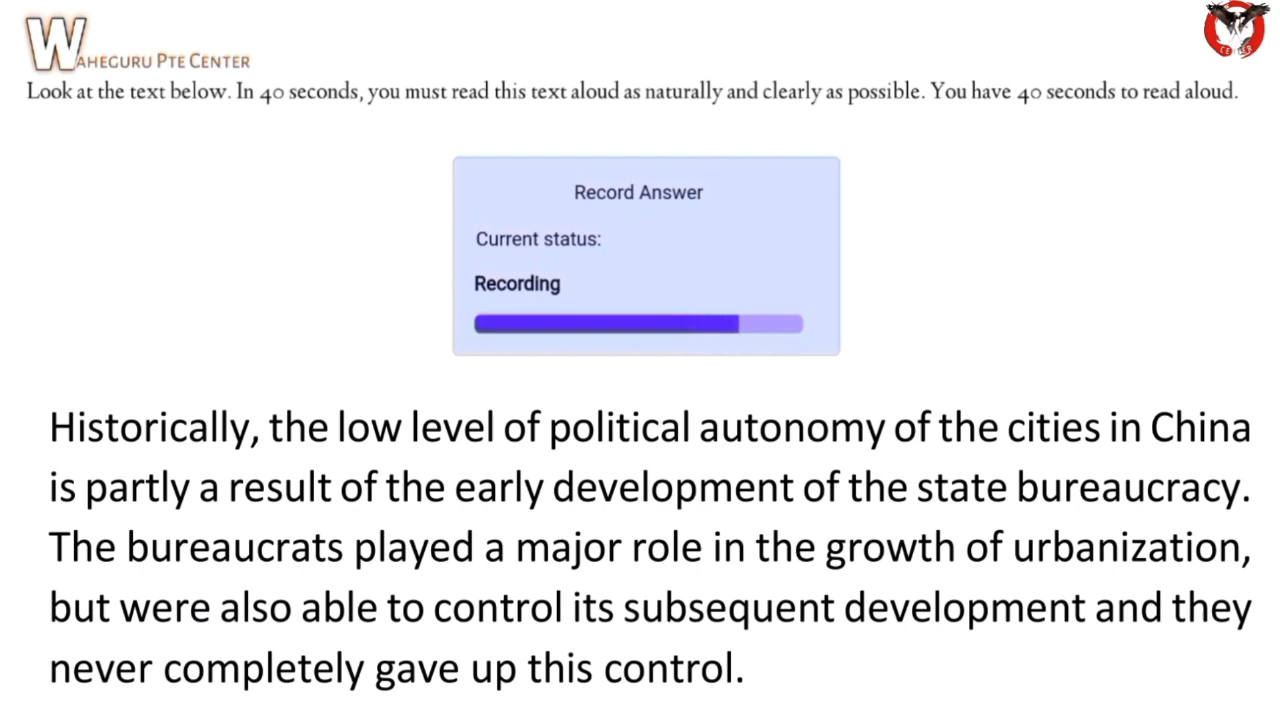 WAHEGURU PTE CENTER
CENTER
Look at the text below. In 40 seconds, you must read this text aloud as naturally and clearly as possible. You have 40 seconds to read aloud.
Record Answer
Current status:
Recording
Historically, the low level of political autonomy of the cities in China
is partly a result of the early development of the state bureaucracy.
The bureaucrats played a major role in the growth of urbanization,
but were also able to control its subsequent development and they
never completely gave up this control.